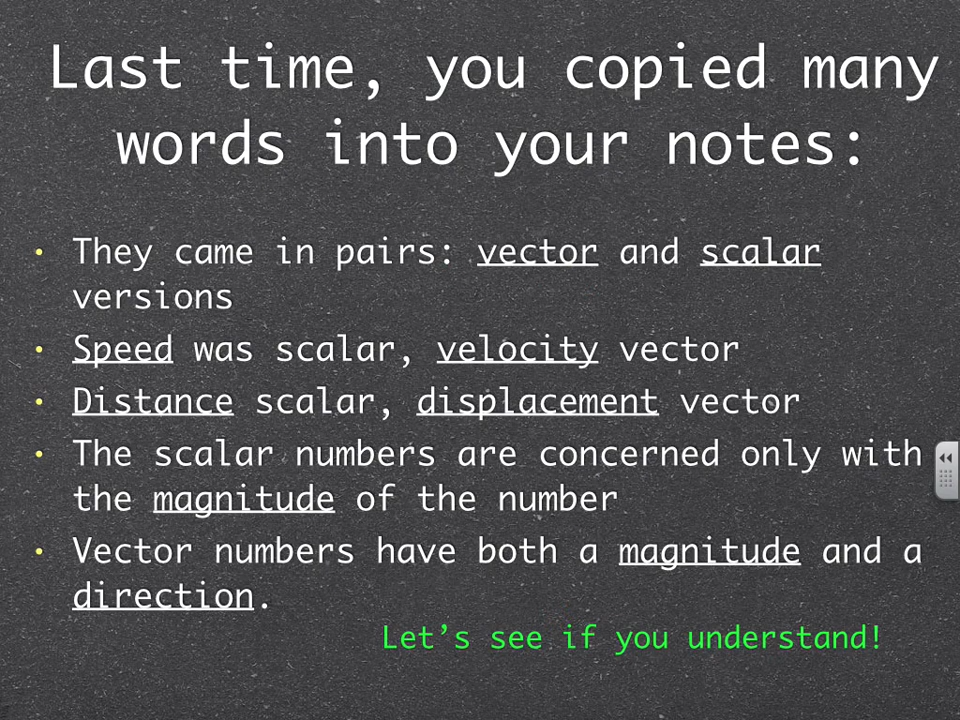 Last time, you copied many
words into your notes:
• They came in pairs: vector and scalar
versions
• Speed was scalar, velocity vector
• Distance scalar, displacement vector
• The scalar numbers are concerned only with
the magnitude of the number
• Vector numbers have both a magnitude and a
direction.
Let’s see if you understand!